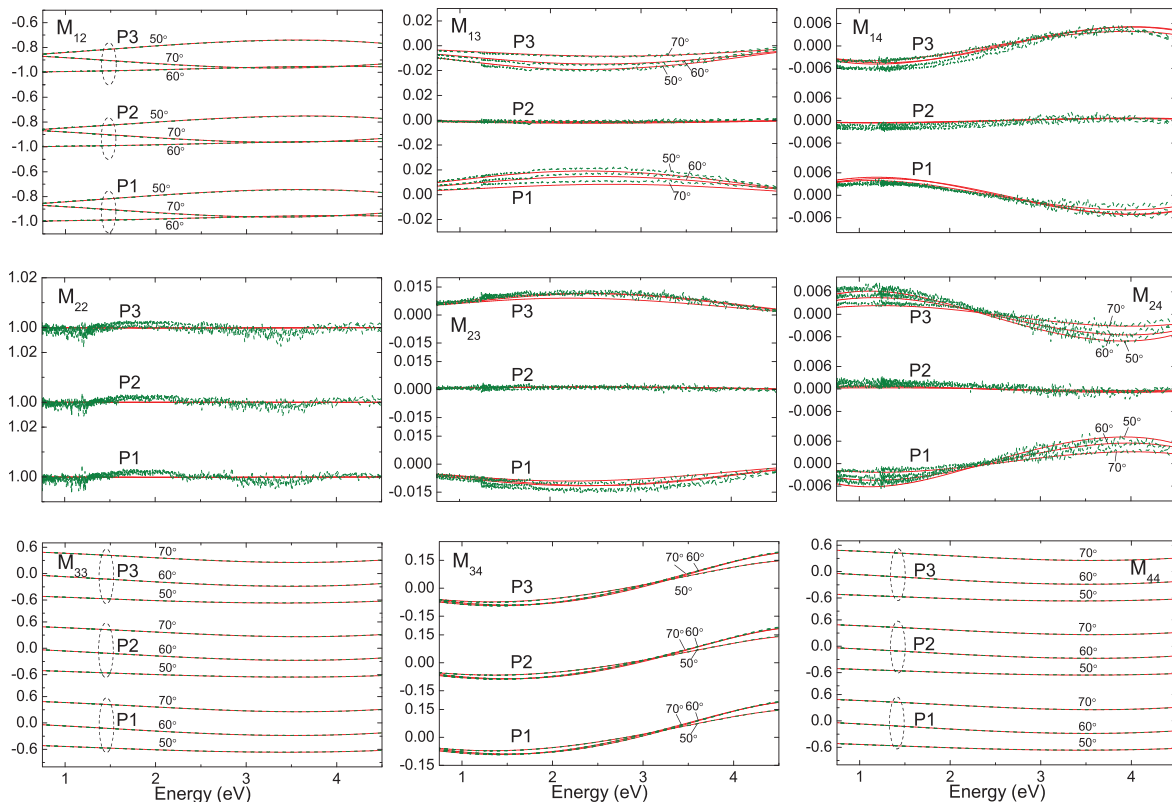 M12
-0.6
-0.8
-1.0
-0.6
-0.8
-1.0
-0.6
-0.8
-1.0
P3
50°
70°
60°
P2
50°
70°
60°
P1
50°
70°
60°
M13
0.02
0.00
-0.02
0.02
0.00
-0.02
0.02
0.00
-0.02
P3
70°
60°
50°
P2
50°
60°
70°
P1
M14
0.006
0.000
-0.006
0.006
0.000
-0.006
0.006
0.000
-0.006
P3
P2
P1
M22
1.02
1.00
1.02
1.00
1.02
1.00
P3
P2
P1
M23
0.015
0.000
0.015
0.000
-0.015
0.015
0.000
-0.015
P3
P2
P1
M24
0.006
0.000
-0.006
0.006
0.000
-0.006
0.006
0.000
-0.006
P3
70°
60°
50°
P2
60°
50°
70°
P1
M33
0.6
0.0
-0.6
0.6
0.0
-0.6
0.6
0.0
-0.6
70°
60°
50°
P3
70°
60°
50°
P2
70°
60°
50°
P1
1 2 3 4
Energy (eV)
M34
0.15
0.00
-0.15
0.15
0.00
-0.15
0.15
0.00
-0.15
P3
70° 60°
50°
P2
70° 60°
50°
P1
70° 60°
50°
1 2 3 4
Energy (eV)
M44
0.6
0.0
-0.6
0.6
0.0
-0.6
0.6
0.0
-0.6
70°
60°
50°
P3
70°
60°
50°
P2
70°
60°
50°
P1
1 2 3 4
Energy (eV)